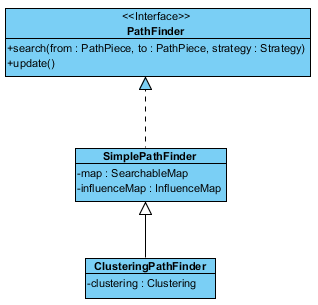 <<Interface>>
PathFinder
+search(from : PathPiece, to : PathPiece, strategy : Strategy)
+update()
SimplePathFinder
-map : SearchableMap
-influenceMap : InfluenceMap
ClusteringPathFinder
-clustering : Clustering